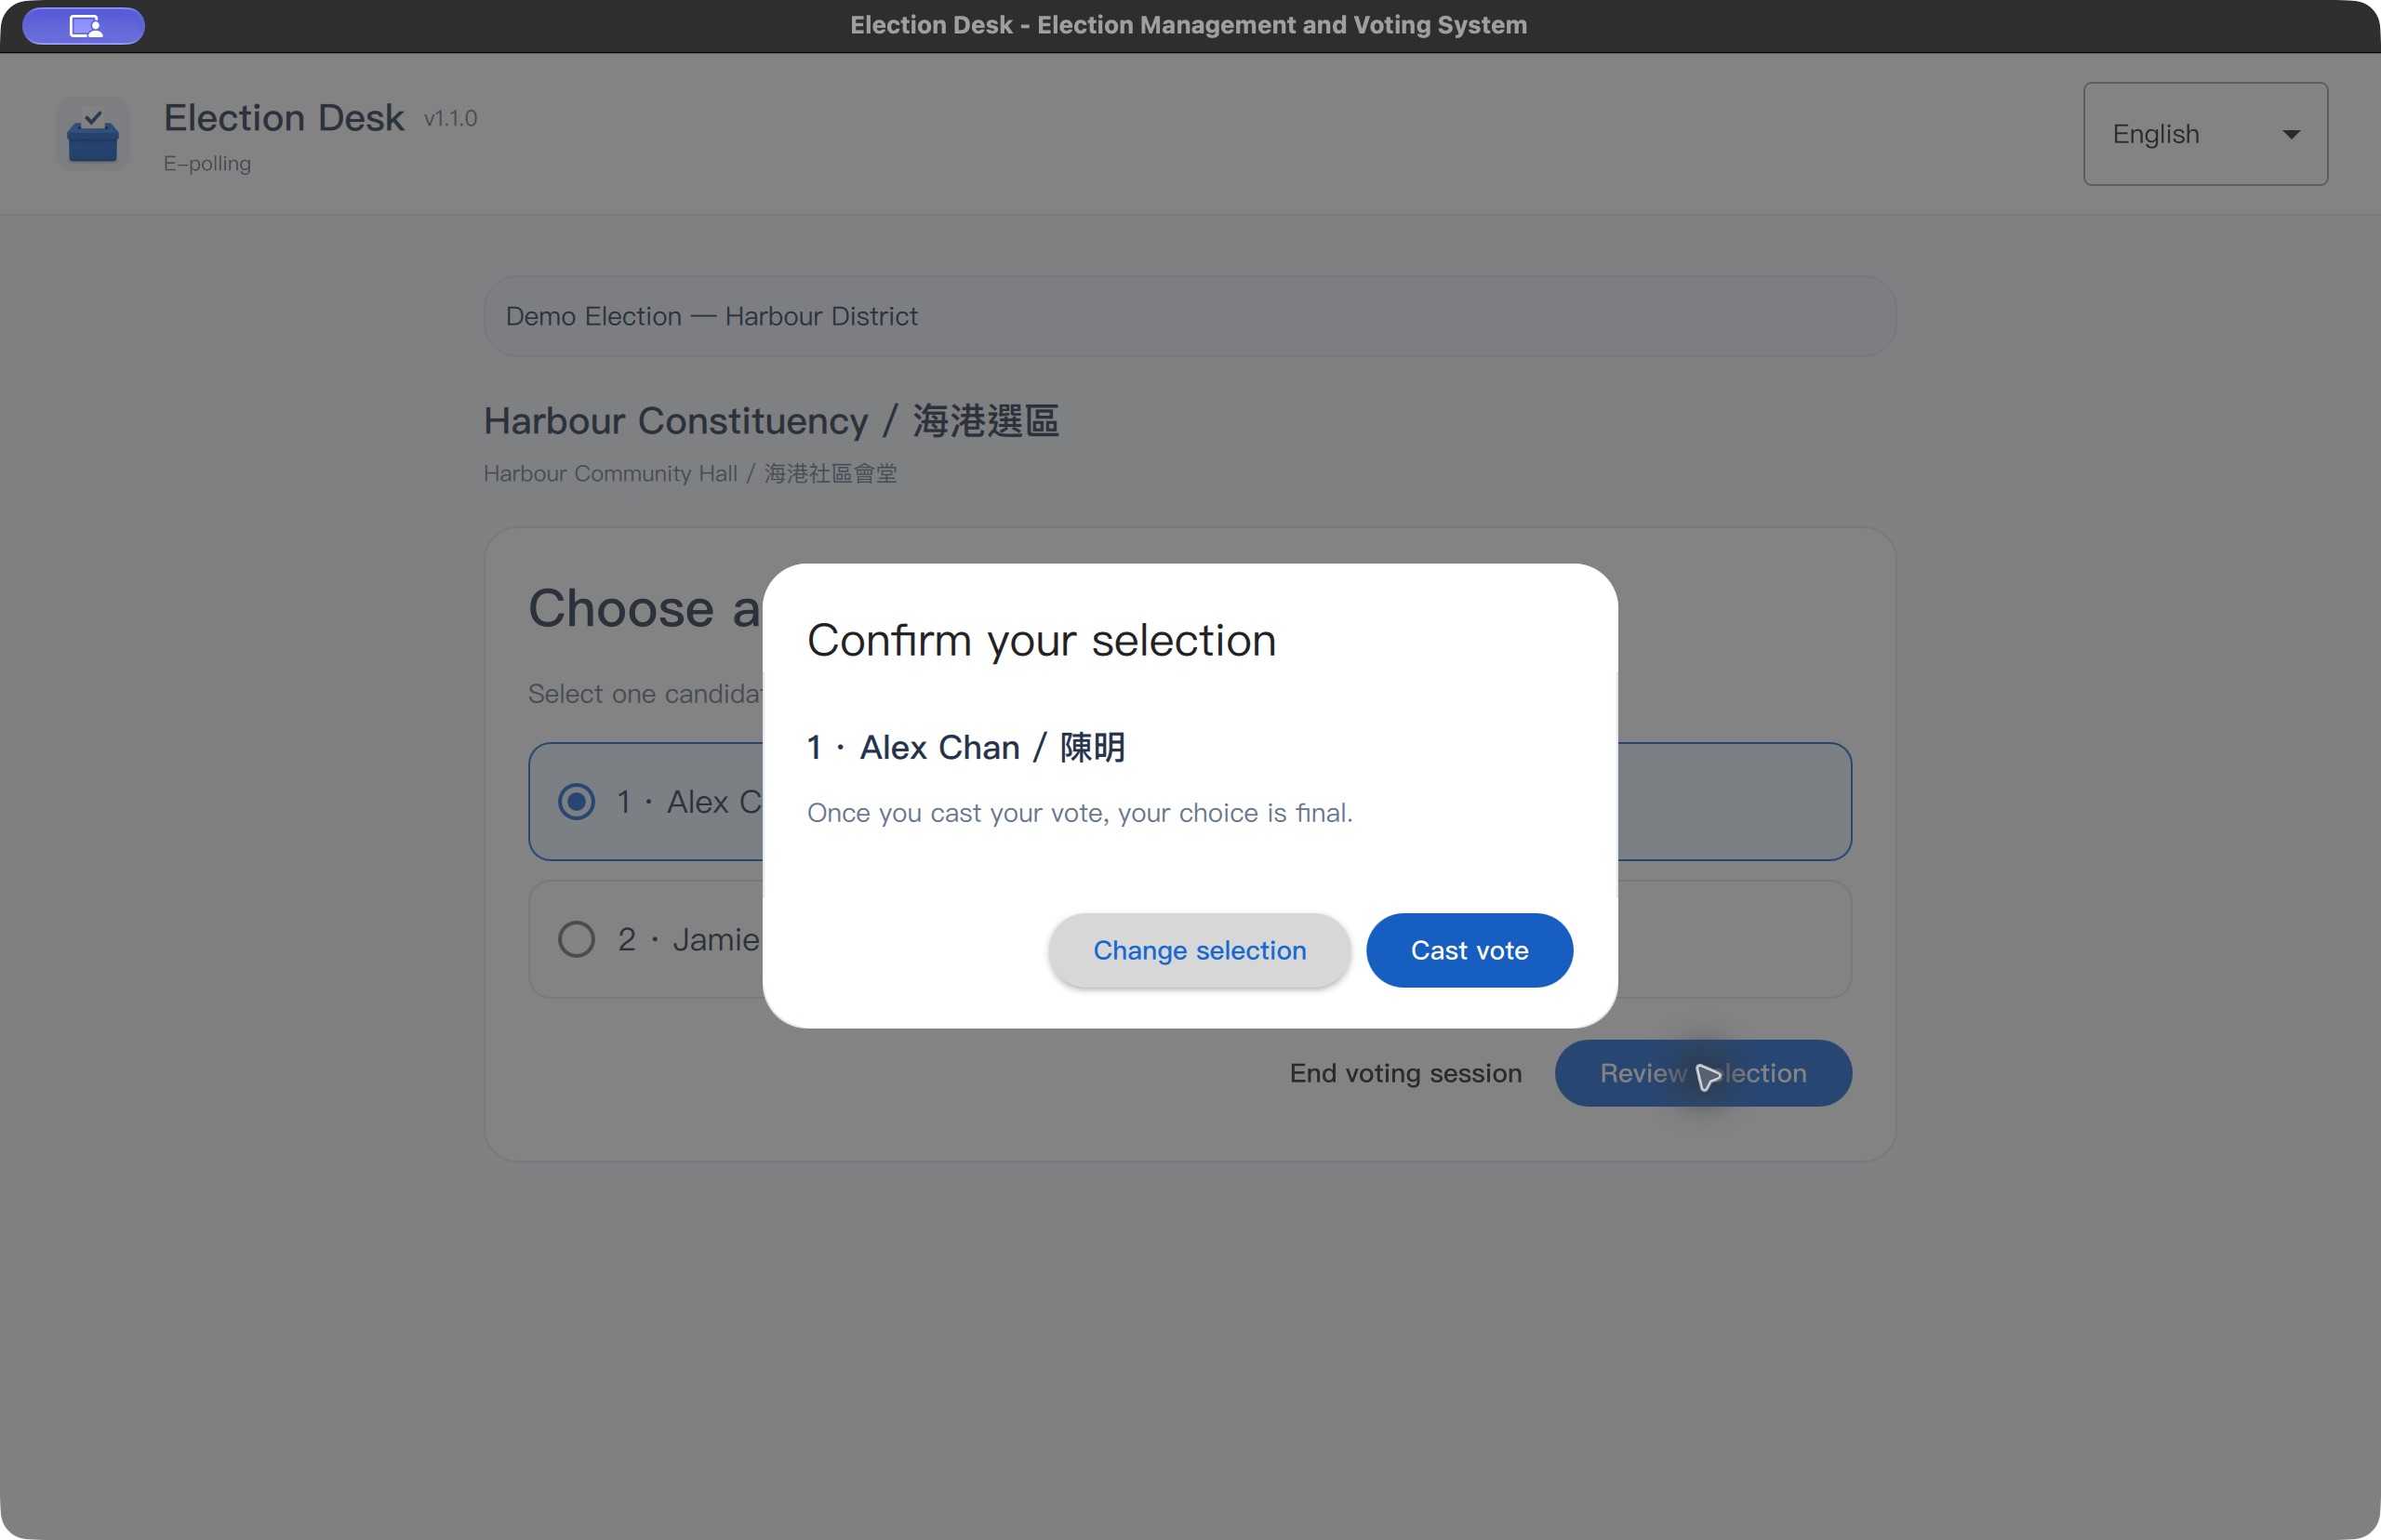 Election Desk - Election Management and Voting System
Election Desk v1.1.0
E-polling
English
Demo Election — Harbour District
Harbour Constituency / 海港選區
Harbour Community Hall / 海港社區會堂
Choose a
Select one
Confirm your selection
1 · Alex Chan / 陳明
Once you cast your vote, your choice is final.
1 · Alex
2 · Jamie
Change selection
Cast vote
End voting session
Review